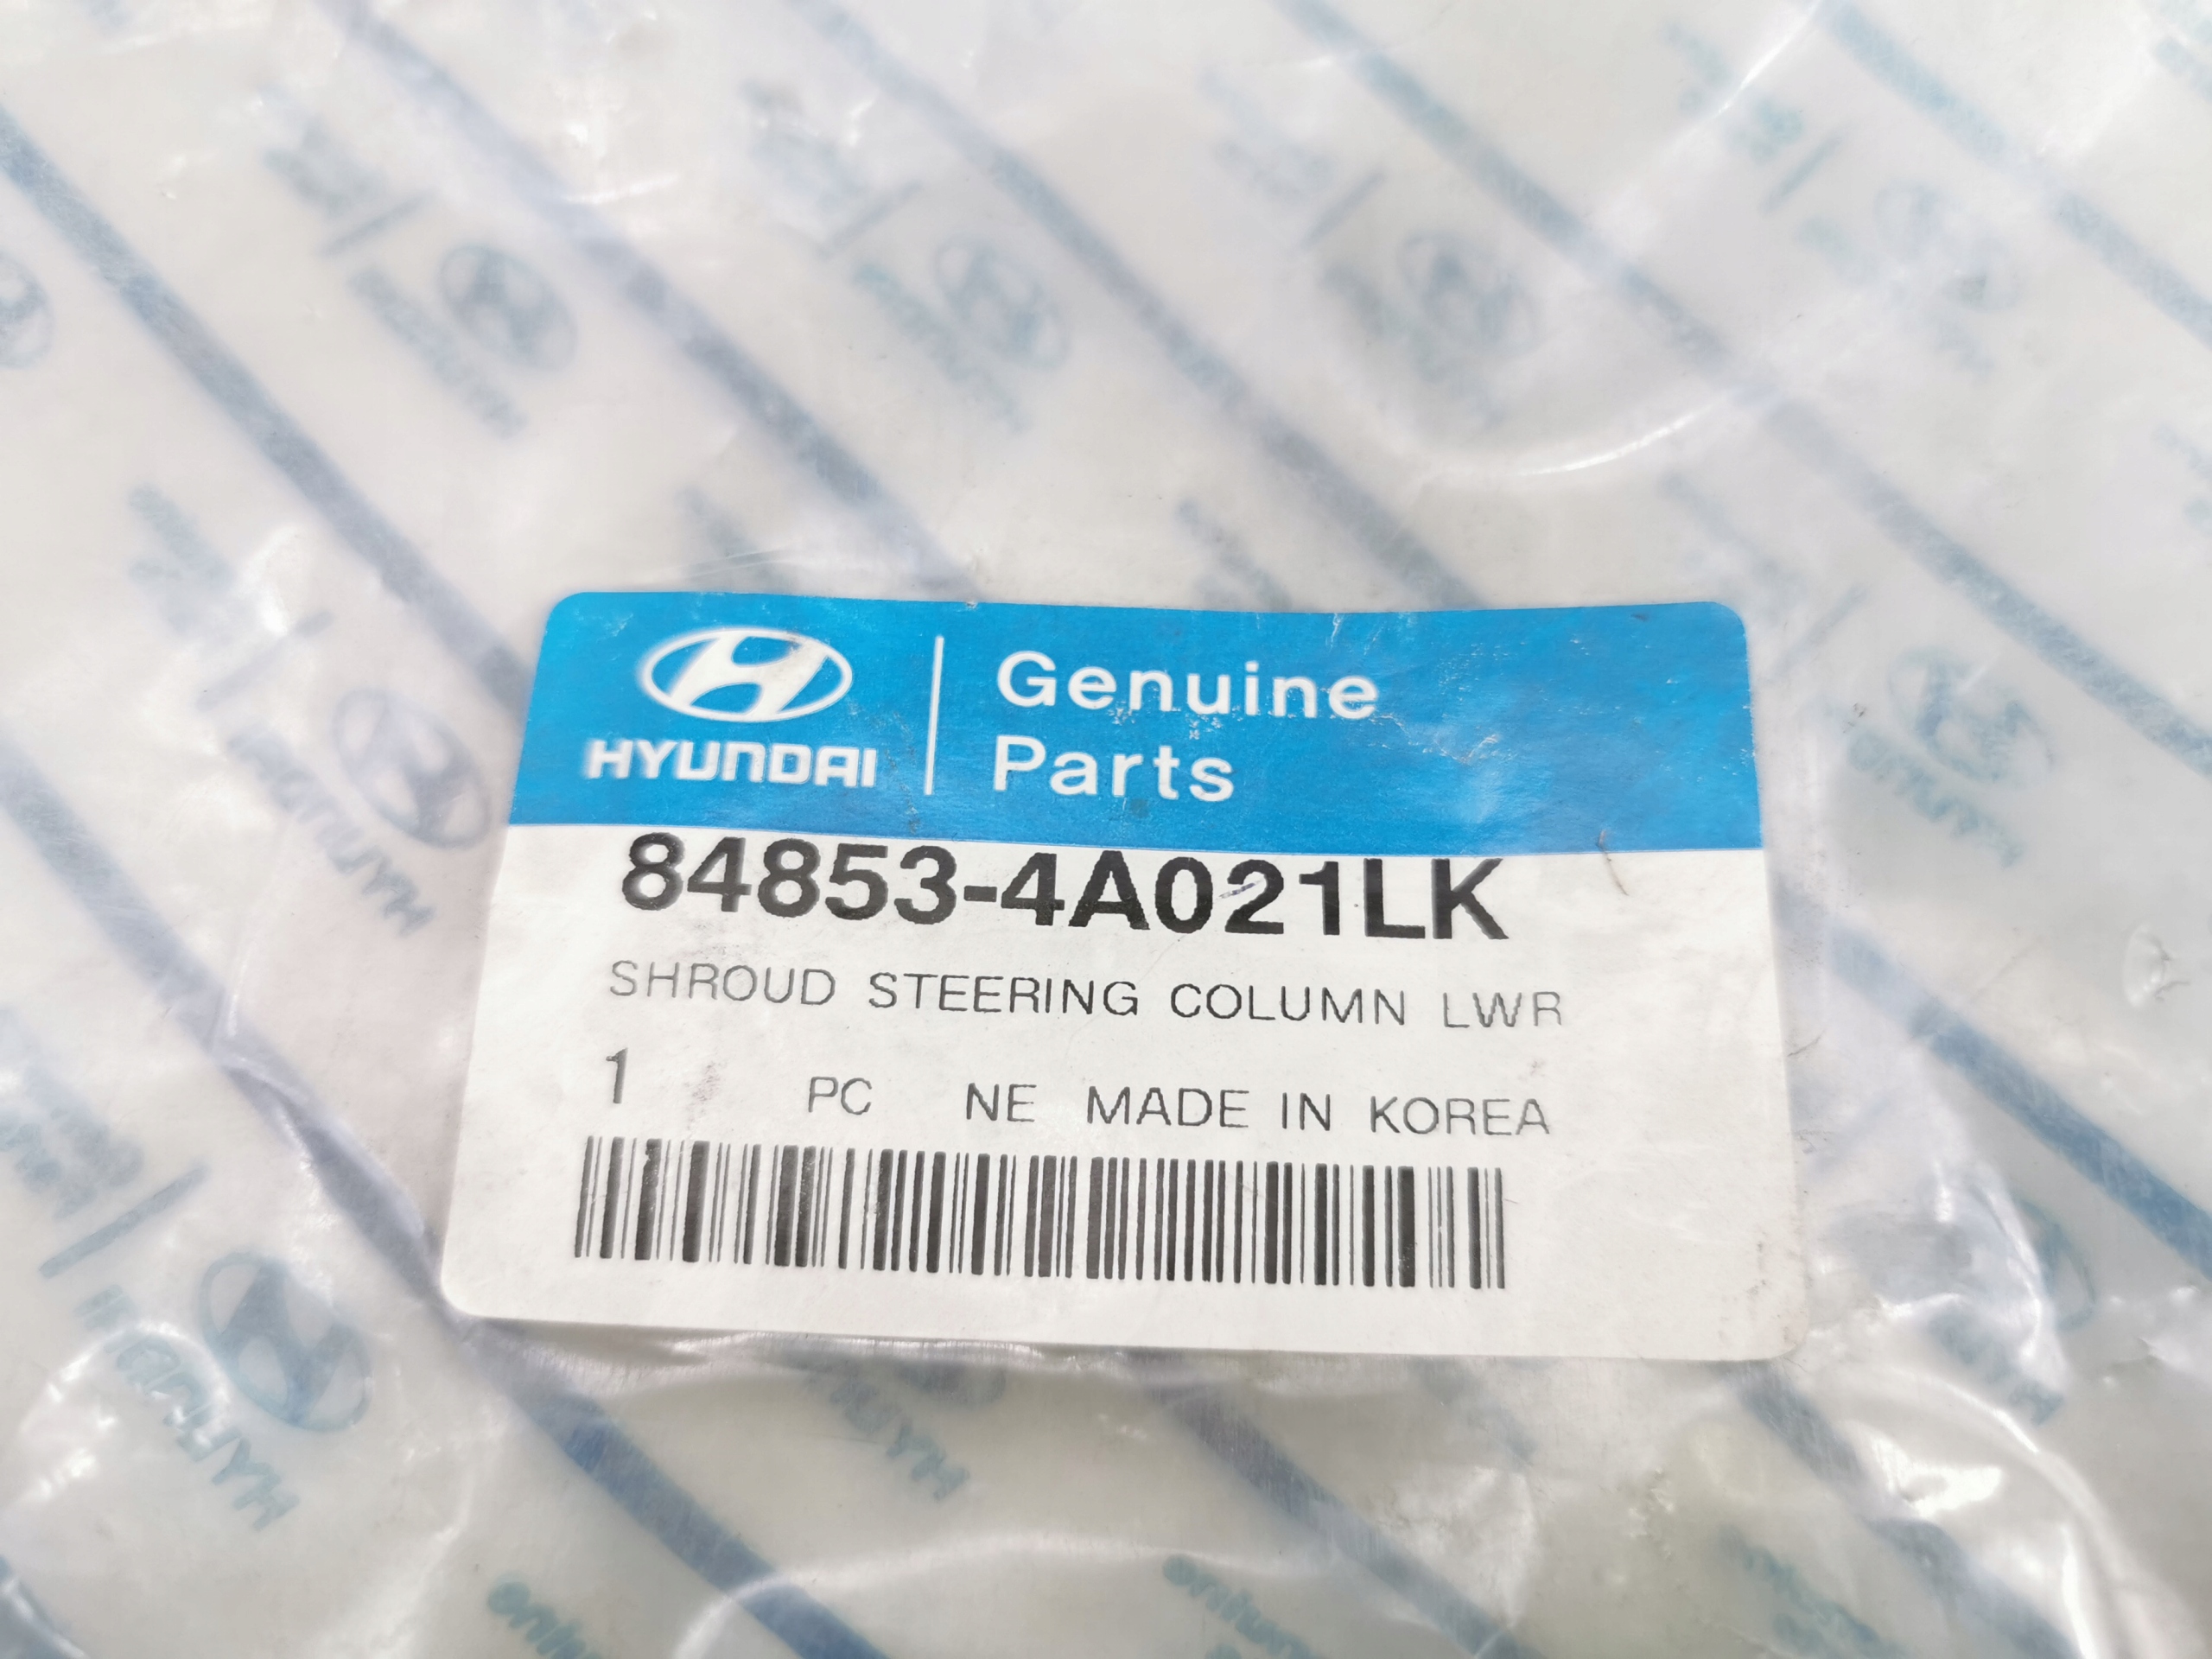 HYUNDAI
Genuine
Parts
84853-4A021LK
SHROUD STEERING COLUMN LWR
1 PC NE MADE IN KOREA